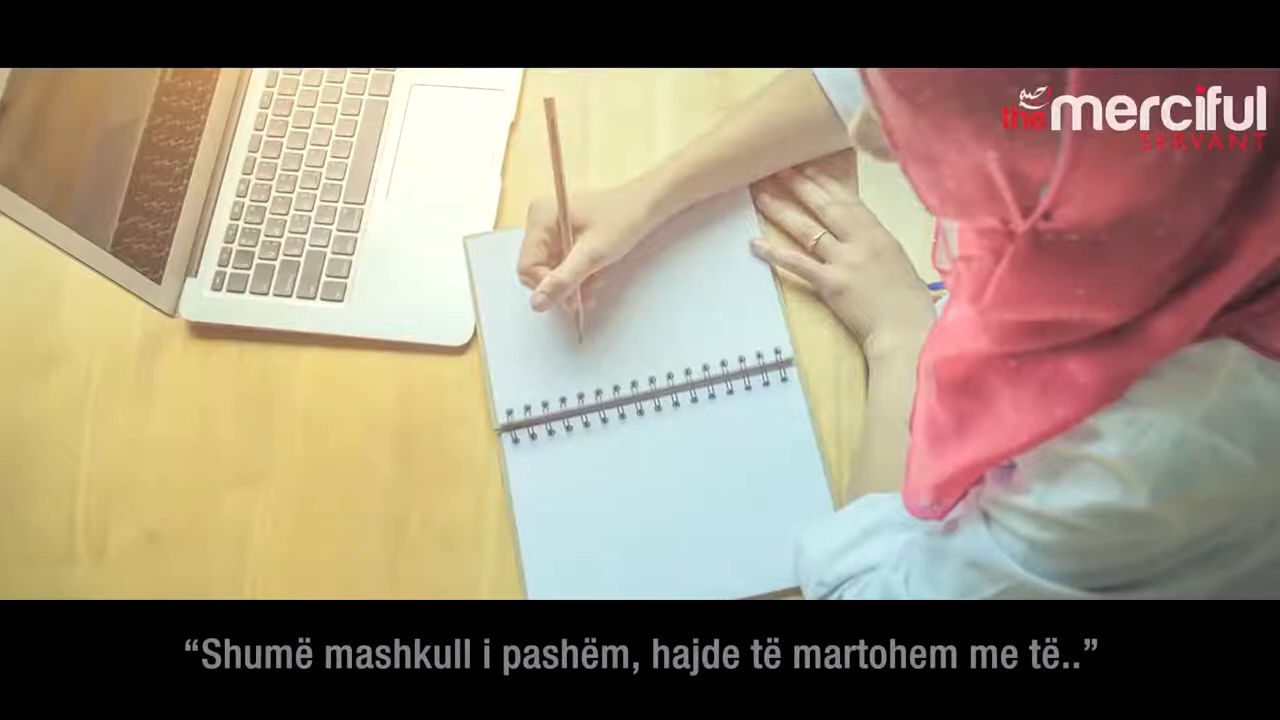 the merciful
SERVANT
“Shumë mashkull i pashëm, hajde të martohem me të..”